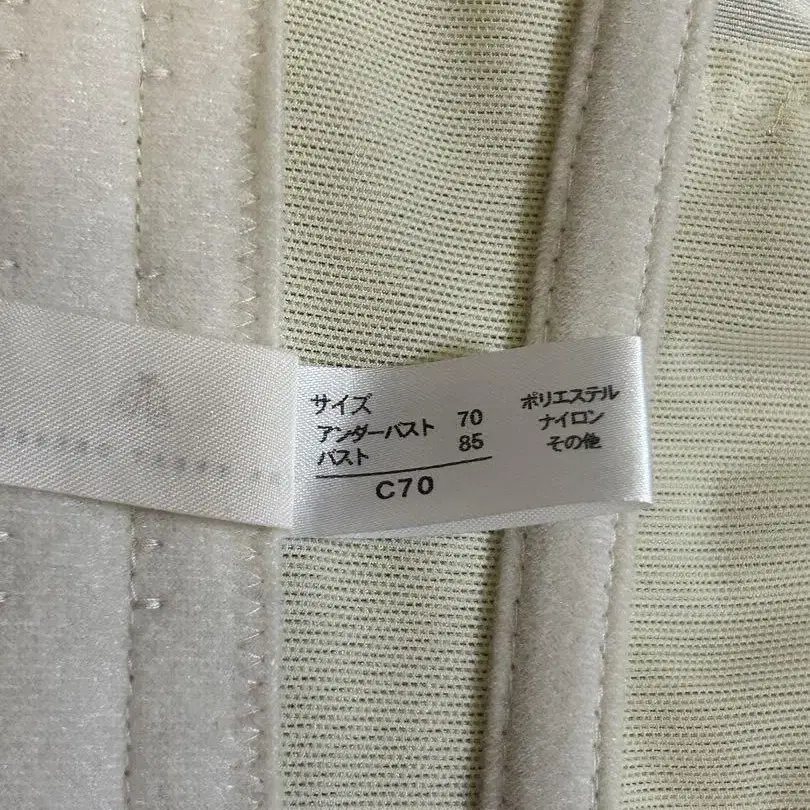 サイズ
アンダーバスト 70
バスト 85
C70
ポリエステル
ナイロン
その他